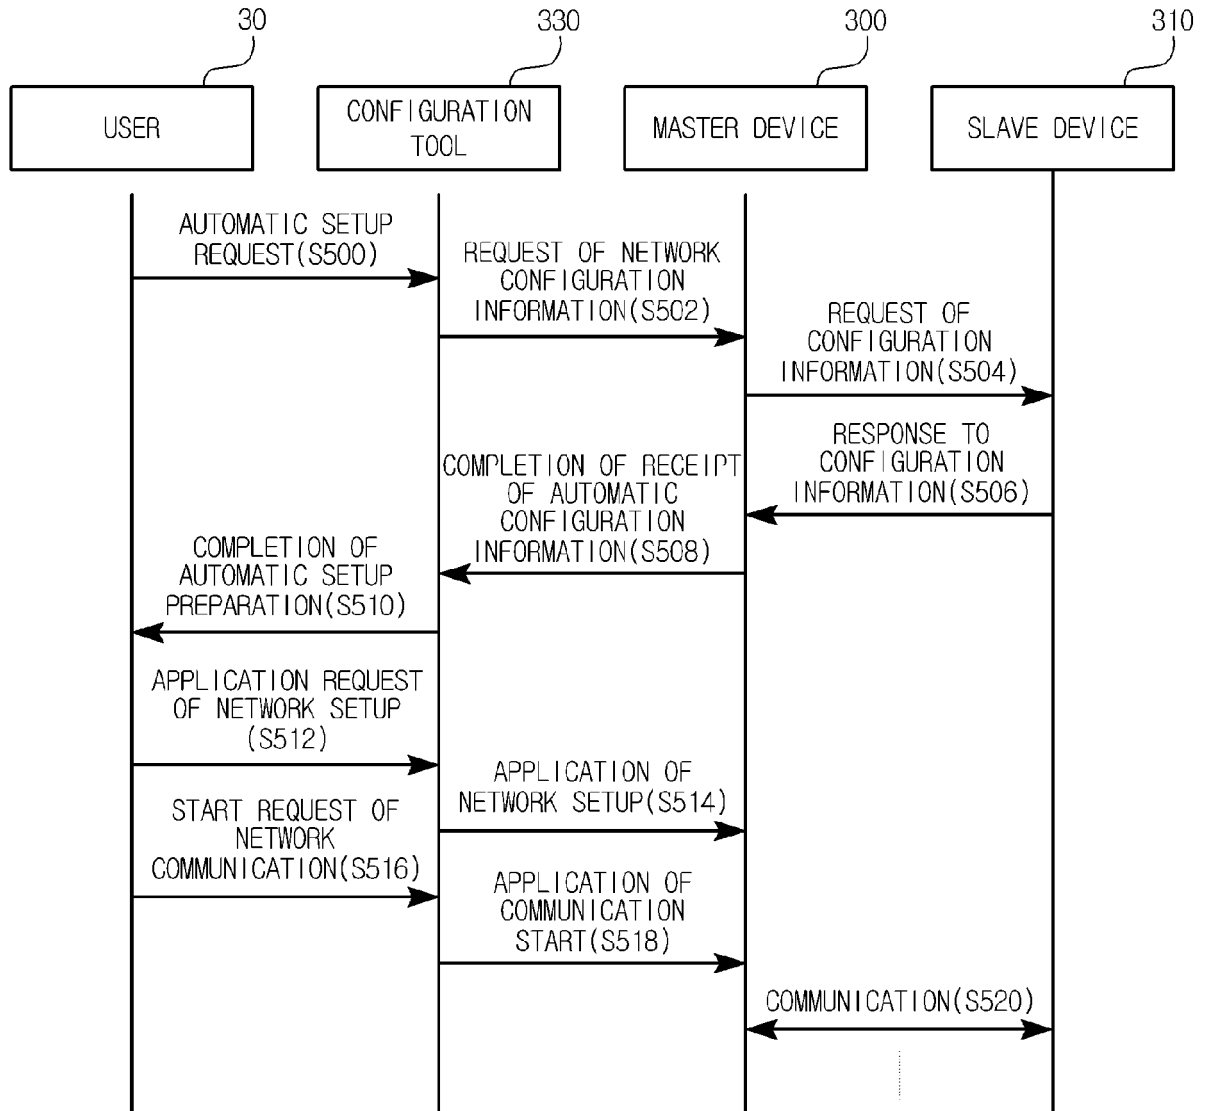 30
330
300
310
USER
CONFIGURATION
TOOL
MASTER DEVICE
SLAVE DEVICE
AUTOMATIC SETUP
REQUEST(S500)
REQUEST OF NETWORK
CONFIGURATION
INFORMATION(S502)
REQUEST OF
CONFIGURATION
INFORMATION(S504)
RESPONSE TO
CONFIGURATION
INFORMATION(S506)
COMPLETION OF RECEIPT
OF AUTOMATIC
CONFIGURATION
INFORMATION(S508)
COMPLETION OF
AUTOMATIC SETUP
PREPARATION(S510)
APPLICATION REQUEST
OF NETWORK SETUP
(S512)
APPLICATION OF
NETWORK SETUP(S514)
START REQUEST OF
NETWORK
COMMUNICATION(S516)
APPLICATION OF
COMMUNICATION
START(S518)
COMMUNICATION(S520)